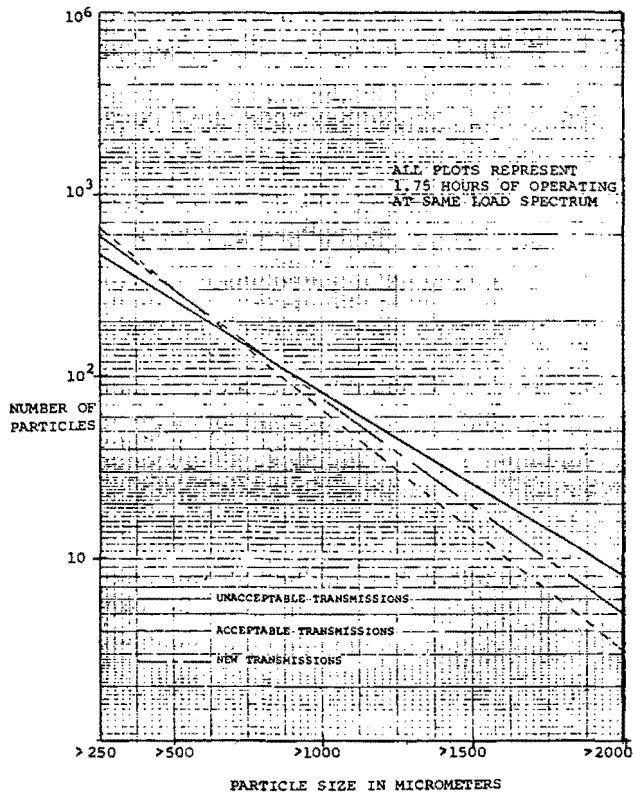 10⁶
ALL PLOTS REPRESENT
1.75 HOURS OF OPERATING
AT SAME LOAD SPECTRUM
10³
10²
NUMBER OF
PARTICLES
10
UNACCEPTABLE TRANSMISSIONS
ACCEPTABLE TRANSMISSIONS
NEW TRANSMISSIONS
>250 >500 >1000 >1500 >2000
PARTICLE SIZE IN MICROMETERS